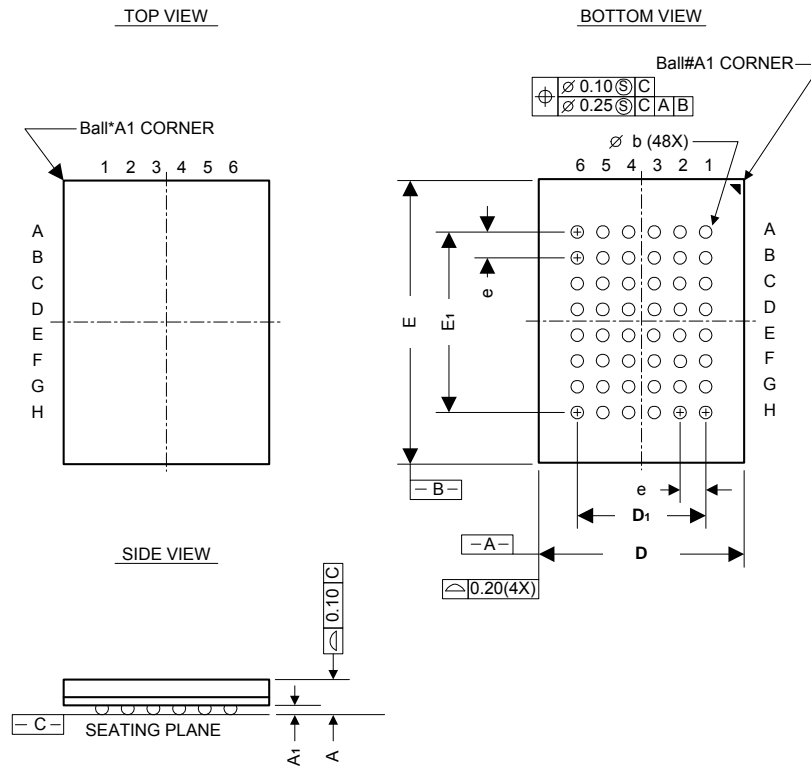 TOP VIEW
Ball*A1 CORNER
1 2 3 4 5 6
A
B
C
D
E
F
G
H
BOTTOM VIEW
Ball#A1 CORNER
⌖ ⌀ 0.10 Ⓢ C
⌀ 0.25 Ⓢ C A B
⌀ b (48X)
6 5 4 3 2 1
A
B
C
D
E
F
G
H
e
E1
E
– B –
e
D1
– A –
D
⌓ 0.20(4X)
SIDE VIEW
⌓ 0.10 C
– C – SEATING PLANE
A1
A